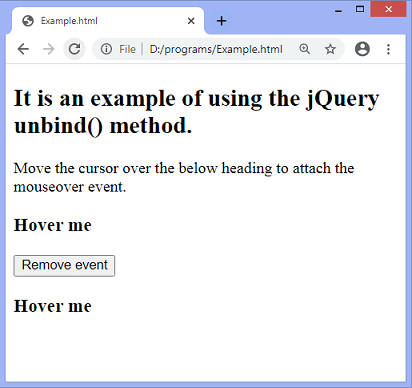 Example.html
File | D:/programs/Example.html
It is an example of using the jQuery
unbind() method.
Move the cursor over the below heading to attach the
mouseover event.
Hover me
Remove event
Hover me